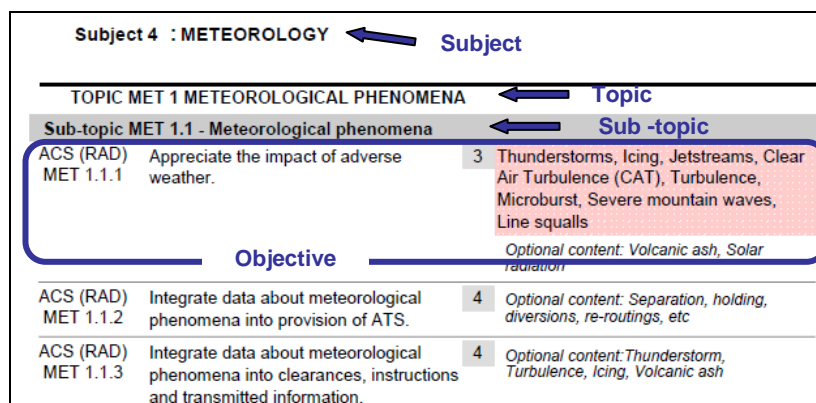 Subject 4 : METEOROLOGY
Subject
TOPIC MET 1 METEOROLOGICAL PHENOMENA
Topic
Sub-topic MET 1.1 - Meteorological phenomena
Sub -topic
ACS (RAD)
MET 1.1.1
Appreciate the impact of adverse
weather.
3
Thunderstorms, Icing, Jetstreams, Clear
Air Turbulence (CAT), Turbulence,
Microburst, Severe mountain waves,
Line squalls
Optional content: Volcanic ash, Solar
radiation
Objective
ACS (RAD)
MET 1.1.2
Integrate data about meteorological
phenomena into provision of ATS.
4
Optional content: Separation, holding,
diversions, re-routings, etc
ACS (RAD)
MET 1.1.3
Integrate data about meteorological
phenomena into clearances, instructions
and transmitted information.
4
Optional content:Thunderstorm,
Turbulence, Icing, Volcanic ash